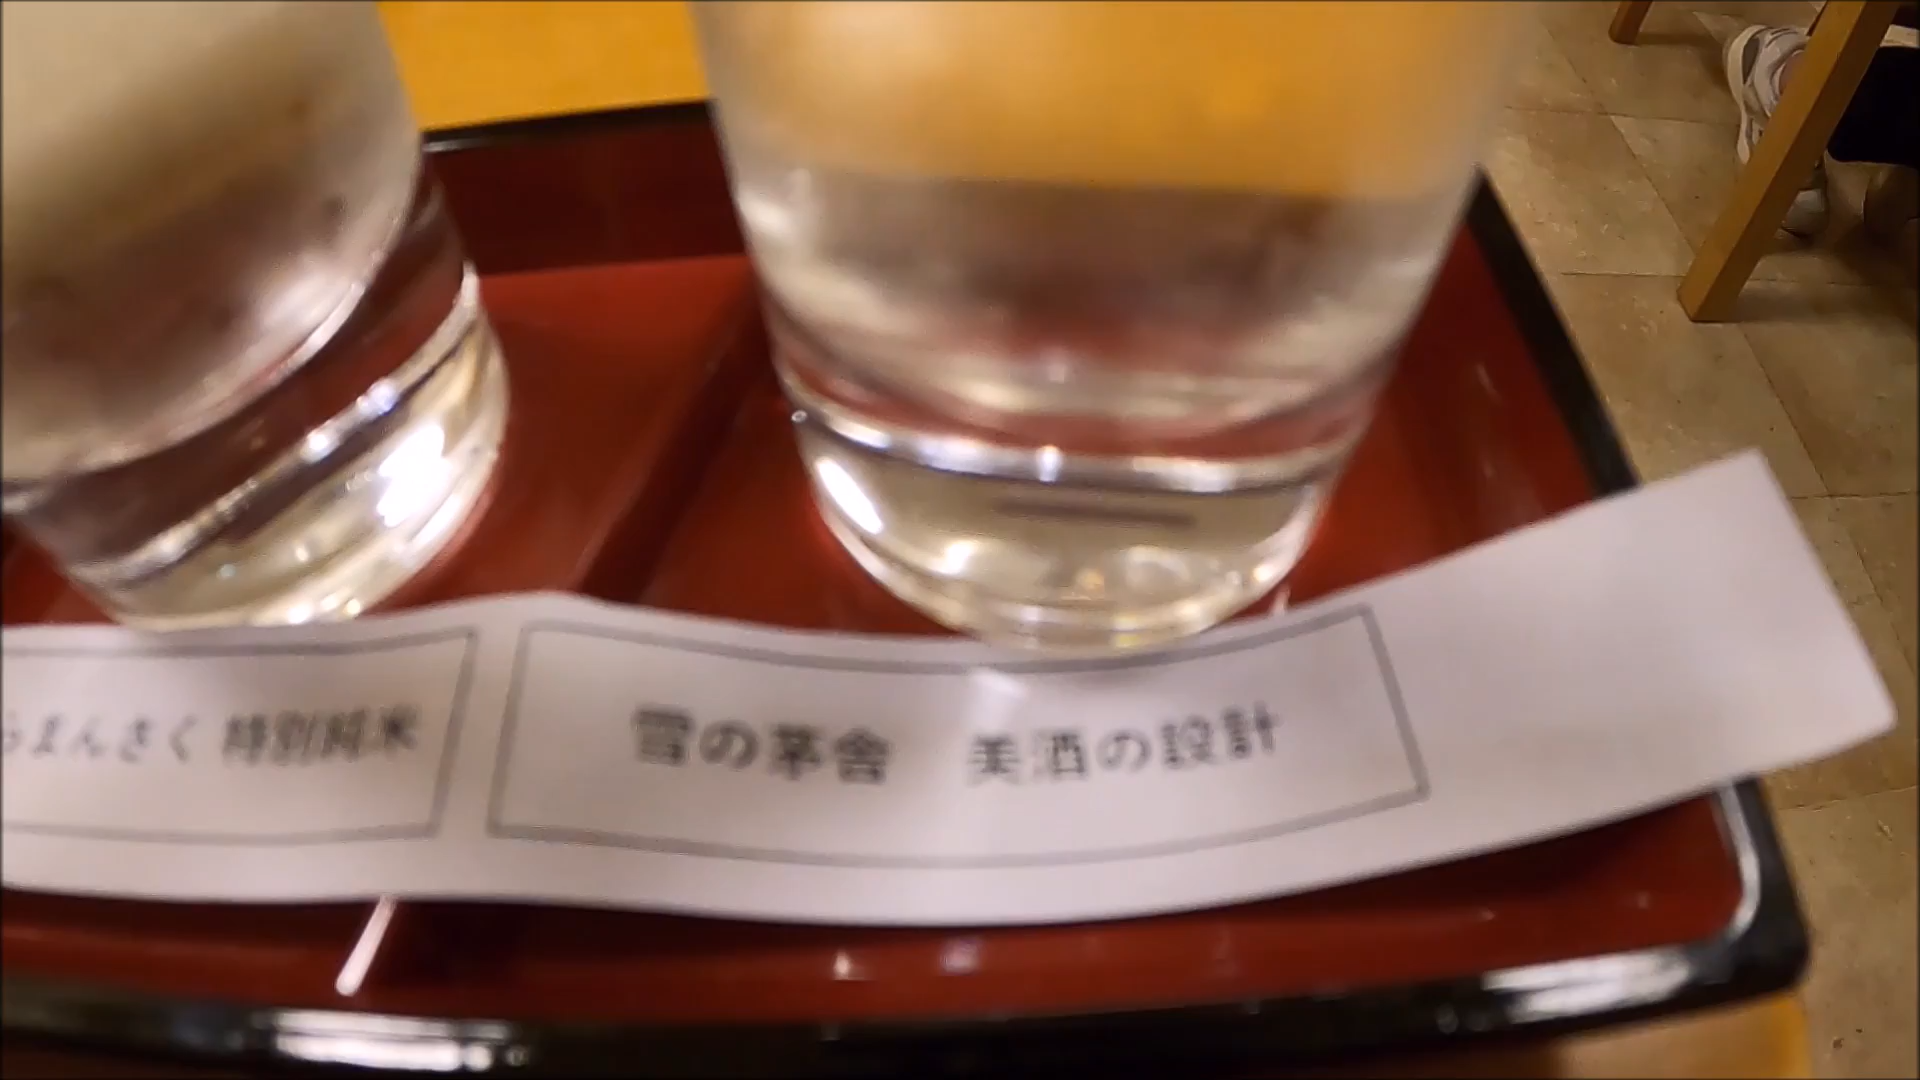 まんさく 特別純米
雪の茅舎 美酒の設計